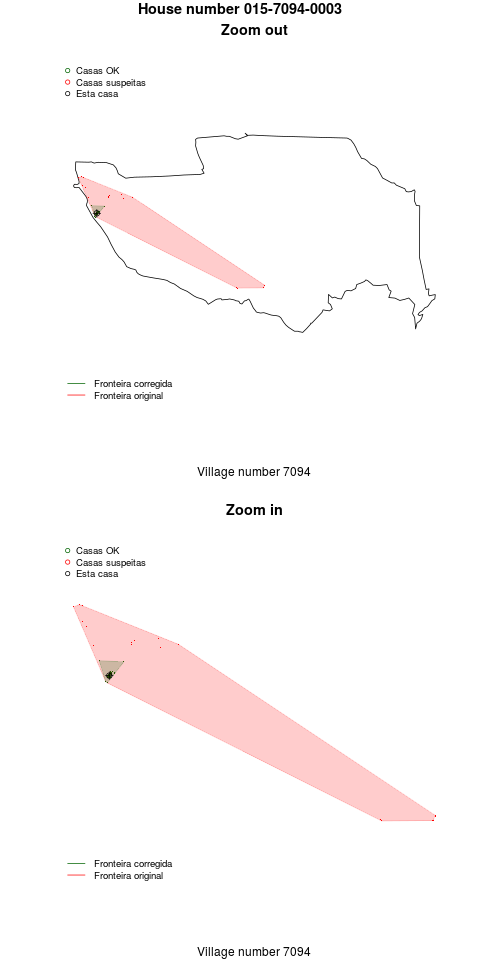 House number 015-7094-0003
Zoom out
Casas OK
Casas suspeitas
Esta casa
Fronteira corregida
Fronteira original
Village number 7094
Zoom in
Casas OK
Casas suspeitas
Esta casa
Fronteira corregida
Fronteira original
Village number 7094